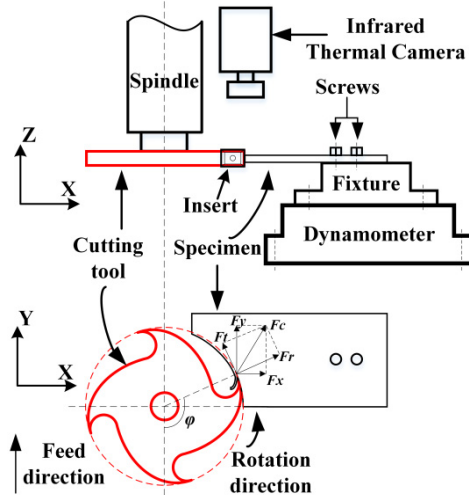 Infrared
Thermal Camera
Spindle
Screws
Z
X
Insert
Fixture
Cutting
tool
Specimen
Dynamometer
Y
X
Fy
Fc
Ft
Fr
Fx
φ
Feed
direction
Rotation
direction